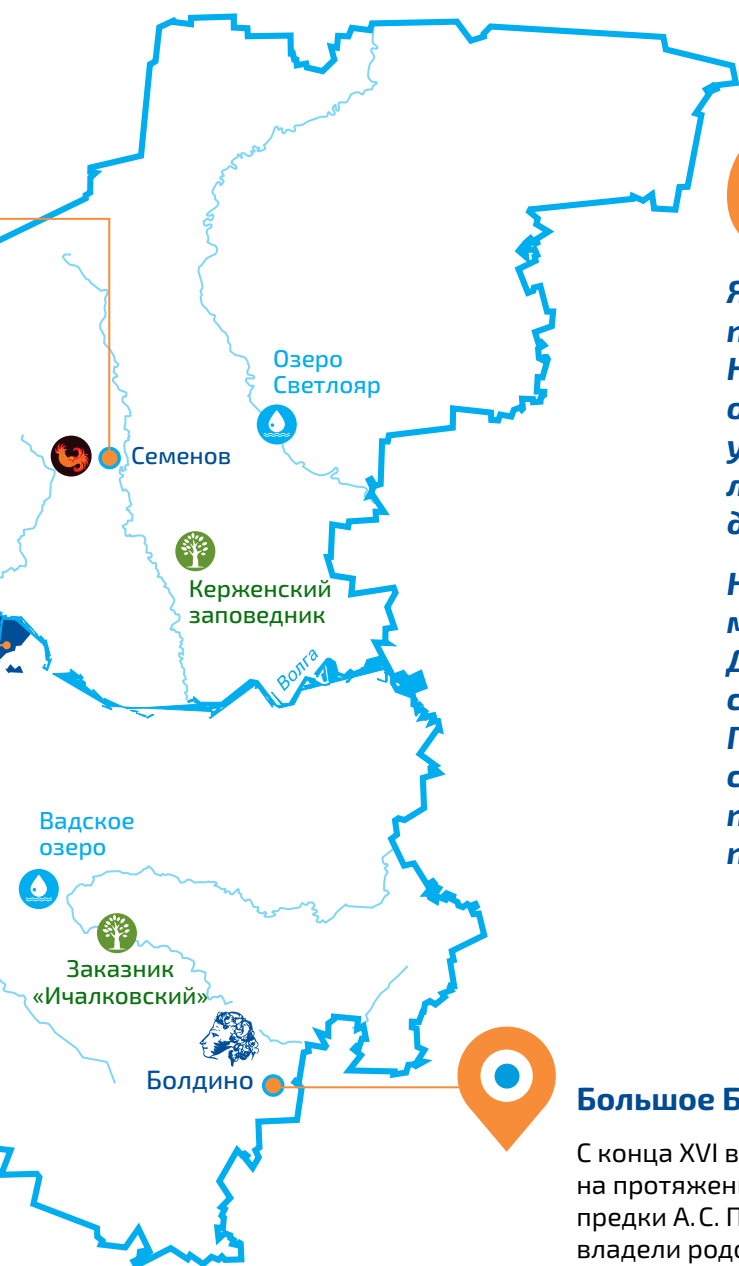 Озеро
Светлояр
Семенов
Керженский
заповедник
Волга
Вадское
озеро
Заказник
«Ичалковский»
Болдино
Большое Б
С конца XVI в
на протяжен
предки А. С. П
владели родо
Я
п
Н
о
у
л
д
Н
м
Д
с
П
с
п
п